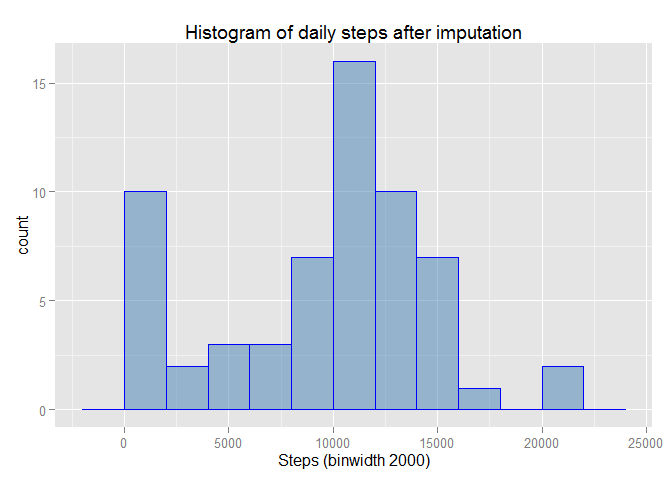 Histogram of daily steps after imputation
count
15
10
5
0
0 5000 10000 15000 20000 25000
Steps (binwidth 2000)